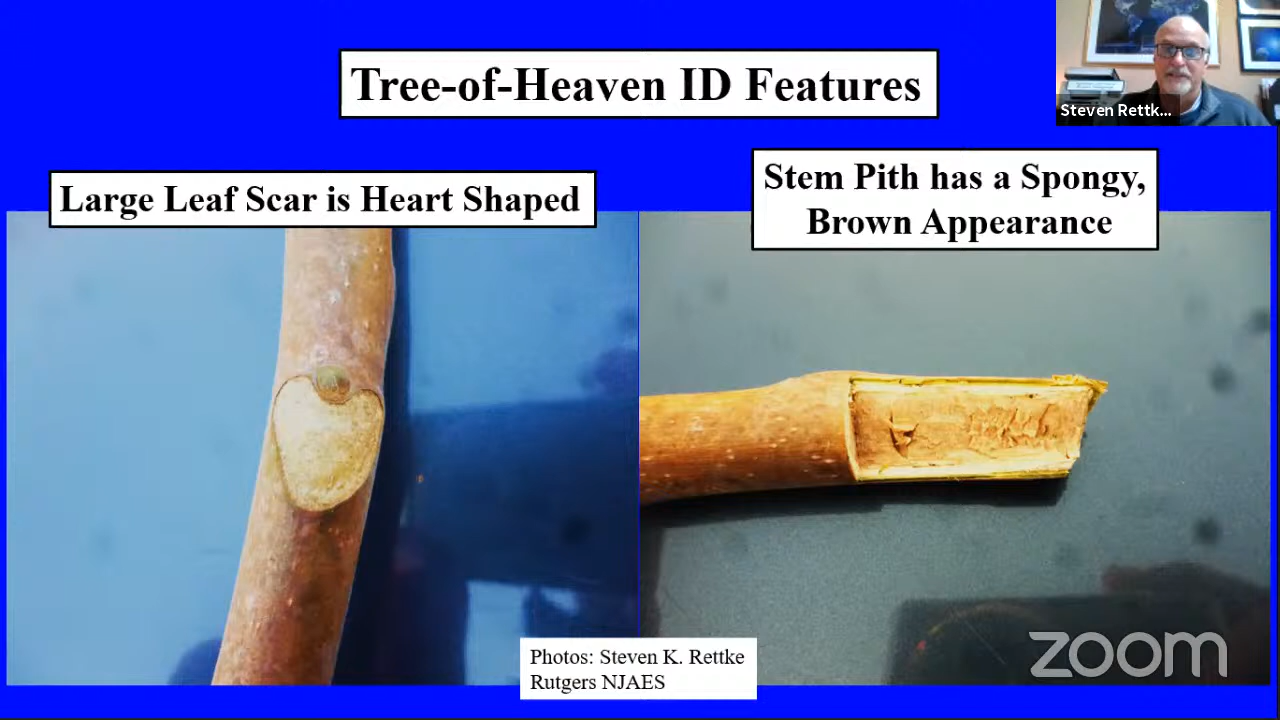 Tree-of-Heaven ID Features
Steven Rettk...
Large Leaf Scar is Heart Shaped
Stem Pith has a Spongy,
Brown Appearance
Photos: Steven K. Rettke
Rutgers NJAES
zoom